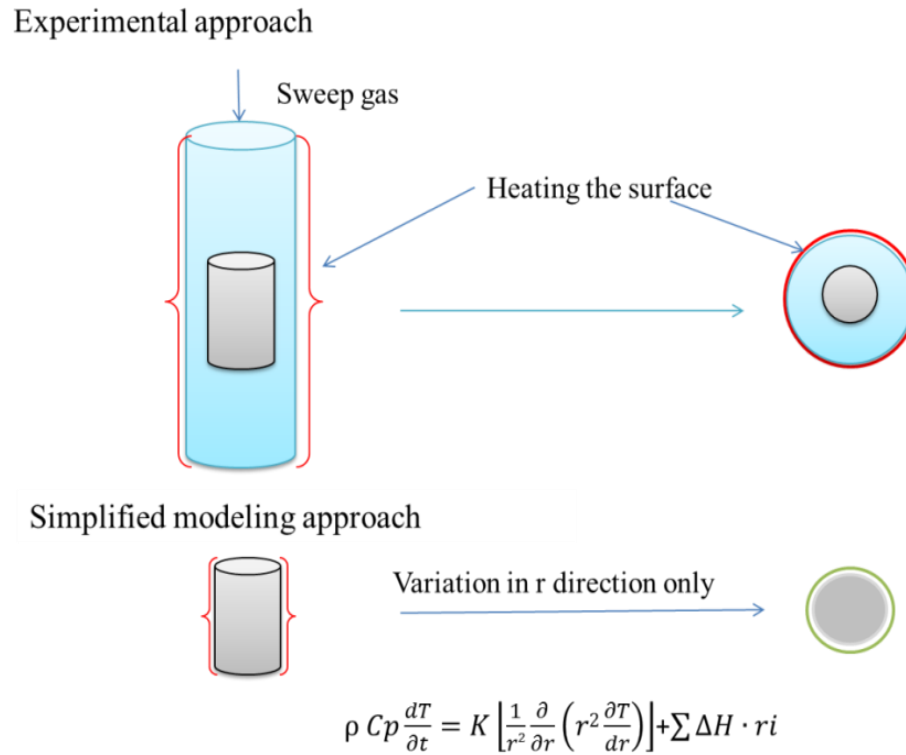 Experimental approach
Sweep gas
Heating the surface
Simplified modeling approach
Variation in r direction only
ρ Cp dT/∂t = K ⌊1/r² ∂/∂r (r² ∂T/dr)⌋+∑ ΔH · ri